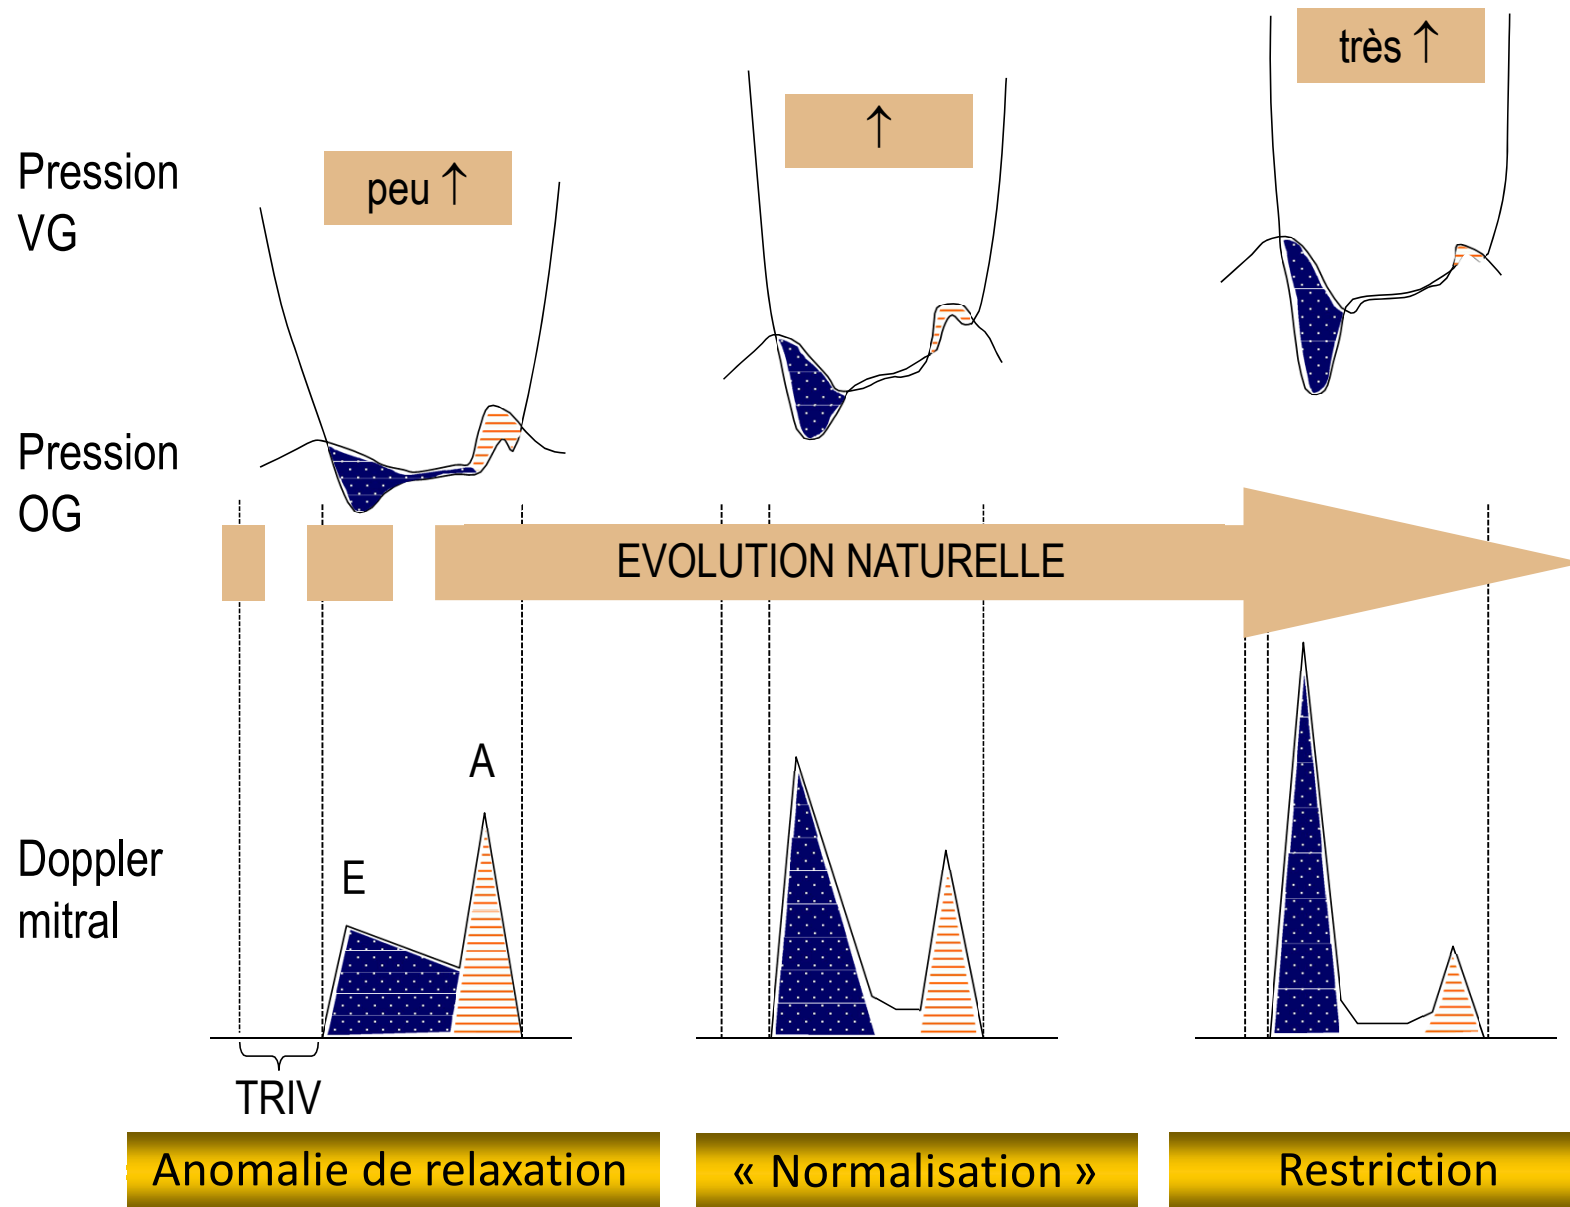 très ↑
↑
peu ↑
Pression
VG
Pression
OG
EVOLUTION NATURELLE
A
E
Doppler
mitral
TRIV
Anomalie de relaxation
« Normalisation »
Restriction